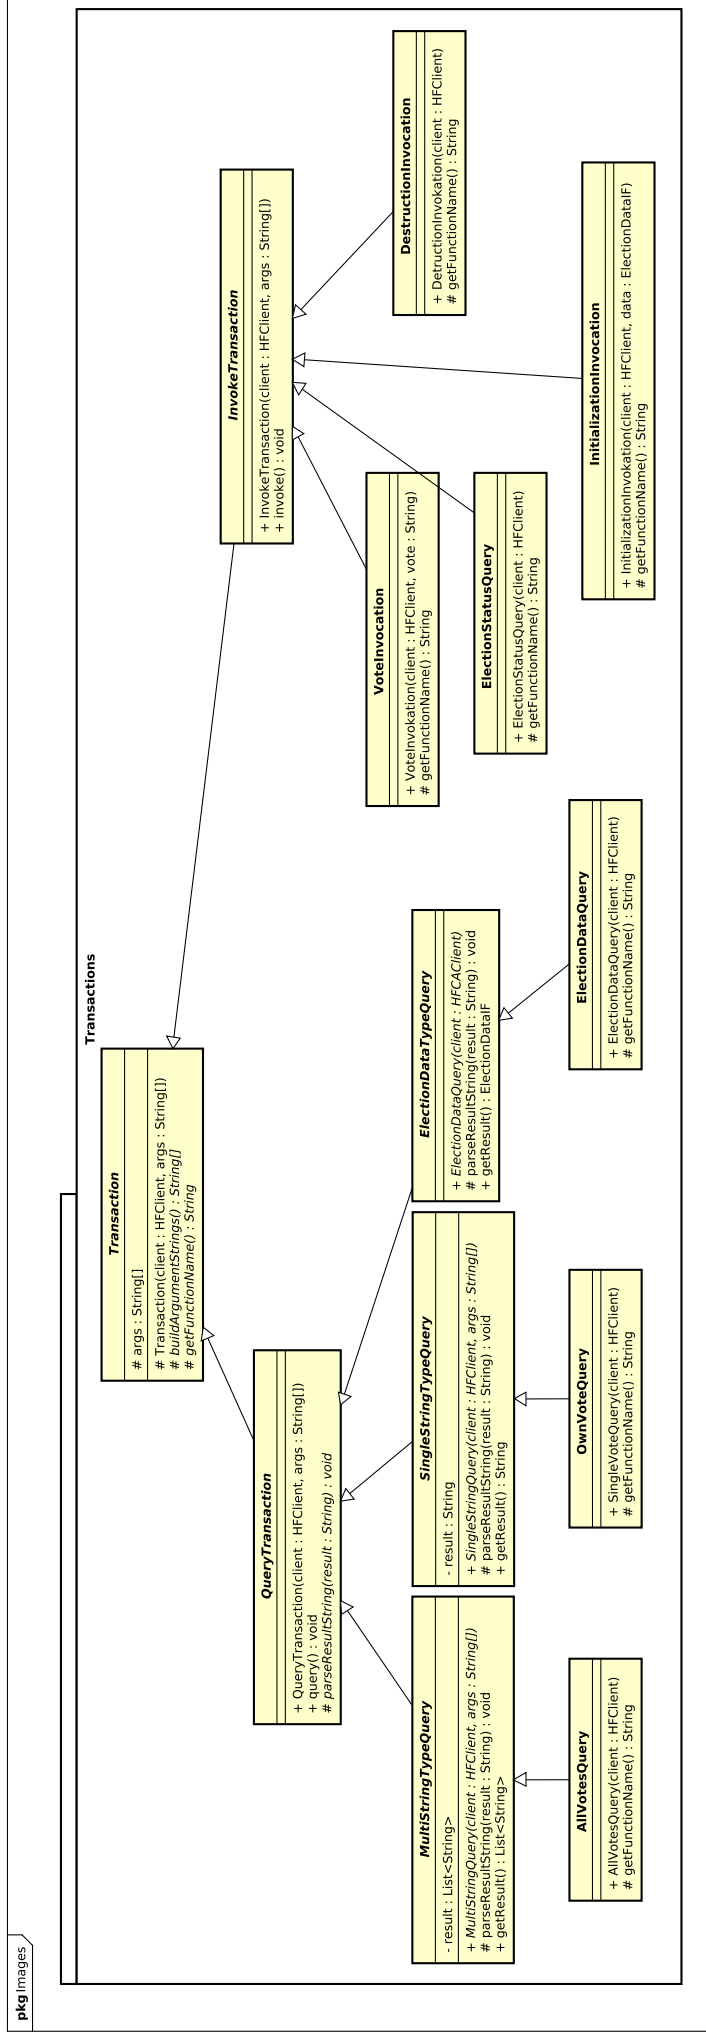 pkg Images
Transactions
Transaction
# args : String[]
# Transaction(client : HFClient, args : String[])
# buildArgumentStrings() : String[]
# getFunctionName() : String
QueryTransaction
+ QueryTransaction(client : HFClient, args : String[])
+ query() : void
# parseResultString(result : String) : void
InvokeTransaction
+ InvokeTransaction(client : HFClient, args : String[])
+ invoke() : void
MultiStringTypeQuery
- result : List<String>
+ MultiStringQuery(client : HFClient, args : String[])
# parseResultString(result : String) : void
+ getResult() : List<String>
SingleStringTypeQuery
- result : String
+ SingleStringQuery(client : HFClient, args : String[])
# parseResultString(result : String) : void
+ getResult() : String
ElectionDataTypeQuery
+ ElectionDataQuery(client : HFCAClient)
# parseResultString(result : String) : void
+ getResult() : ElectionDataIF
VoteInvocation
+ VoteInvokation(client : HFClient, vote : String)
# getFunctionName() : String
DestructionInvocation
+ DetructionInvokation(client : HFClient)
# getFunctionName() : String
ElectionStatusQuery
+ ElectionStatusQuery(client : HFClient)
# getFunctionName() : String
AllVotesQuery
+ AllVotesQuery(client : HFClient)
# getFunctionName() : String
OwnVoteQuery
+ SingleVoteQuery(client : HFClient)
# getFunctionName() : String
ElectionDataQuery
+ ElectionDataQuery(client : HFClient)
# getFunctionName() : String
InitializationInvocation
+ InitializationInvokation(client : HFClient, data : ElectionDataIF)
# getFunctionName() : String